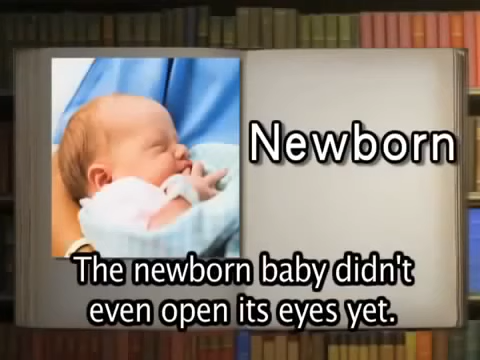 Newborn
The newborn baby didn't
even open its eyes yet.